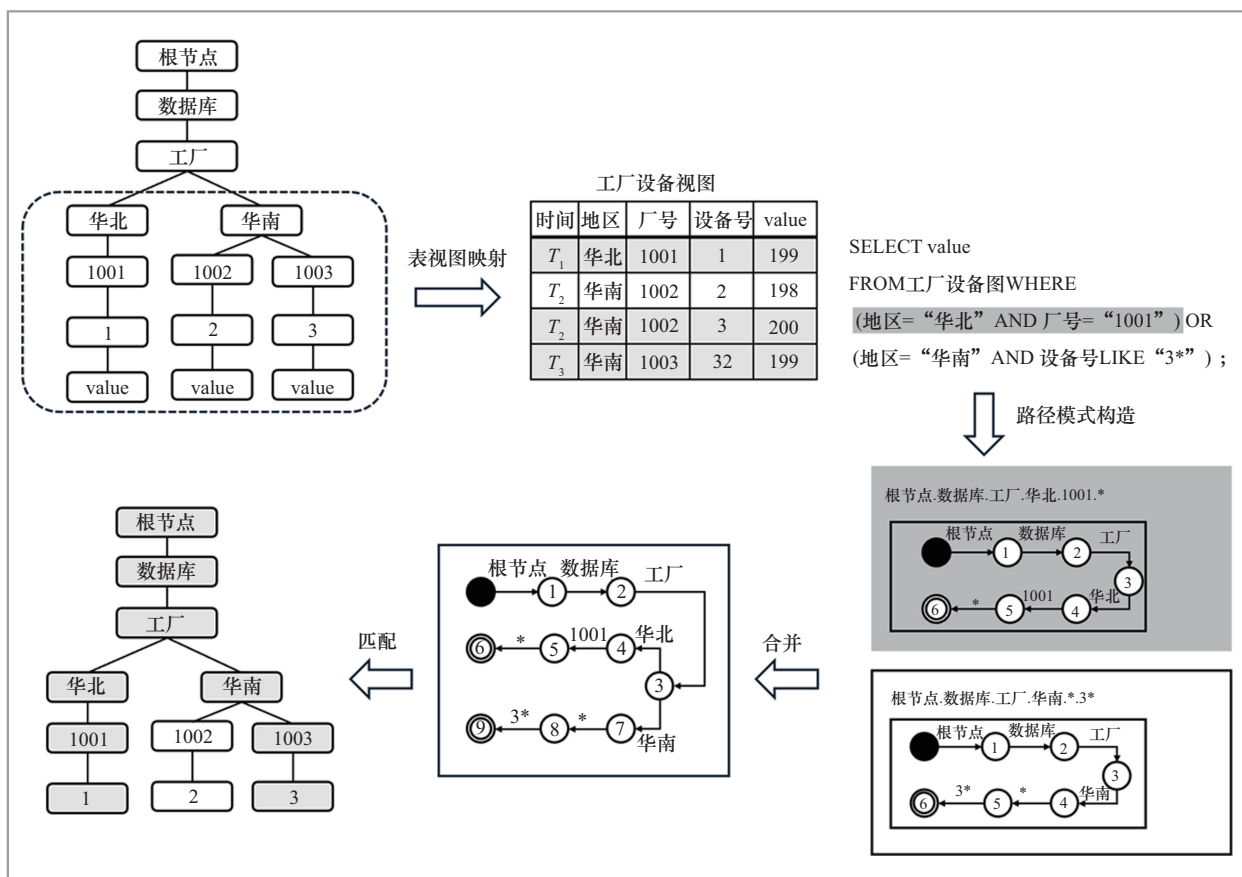 根节点
数据库
工厂
华北 华南
1001 1002 1003
1 2 3
value value value
表视图映射
工厂设备视图
时间 地区 厂号 设备号 value
T1 华北 1001 1 199
T2 华南 1002 2 198
T2 华南 1002 3 200
T3 华南 1003 32 199
SELECT value
FROM工厂设备图WHERE
(地区=“华北”AND 厂号=“1001”) OR
(地区=“华南”AND 设备号LIKE“3*”);
路径模式构造
根节点.数据库.工厂.华北.1001.*
根节点 数据库 工厂
1 2
3
6 * 5 1001 4 华北
根节点.数据库.工厂.华南.*.3*
根节点 数据库 工厂
1 2
3
6 3* 5 * 4 华南
合并
根节点 数据库 工厂
1 2
6 * 5 1001 4 华北
3
9 3* 8 * 7 华南
匹配
根节点
数据库
工厂
华北 华南
1001 1002 1003
1 2 3